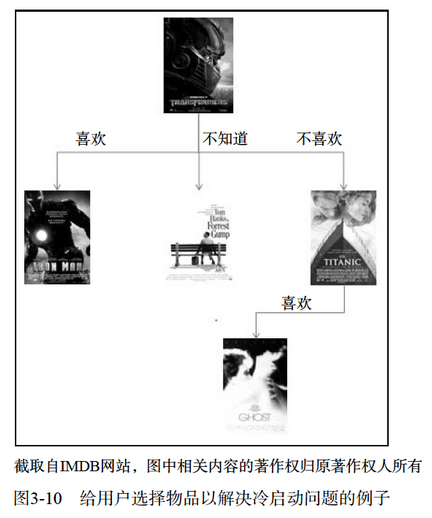 TRANSFORMERS
喜欢
不知道
不喜欢
IRON MAN
Tom
Hanks
Forrest
Gump
TITANIC
喜欢
GHOST
截取自IMDB网站，图中相关内容的著作权归原著作权人所有
图3-10 给用户选择物品以解决冷启动问题的例子